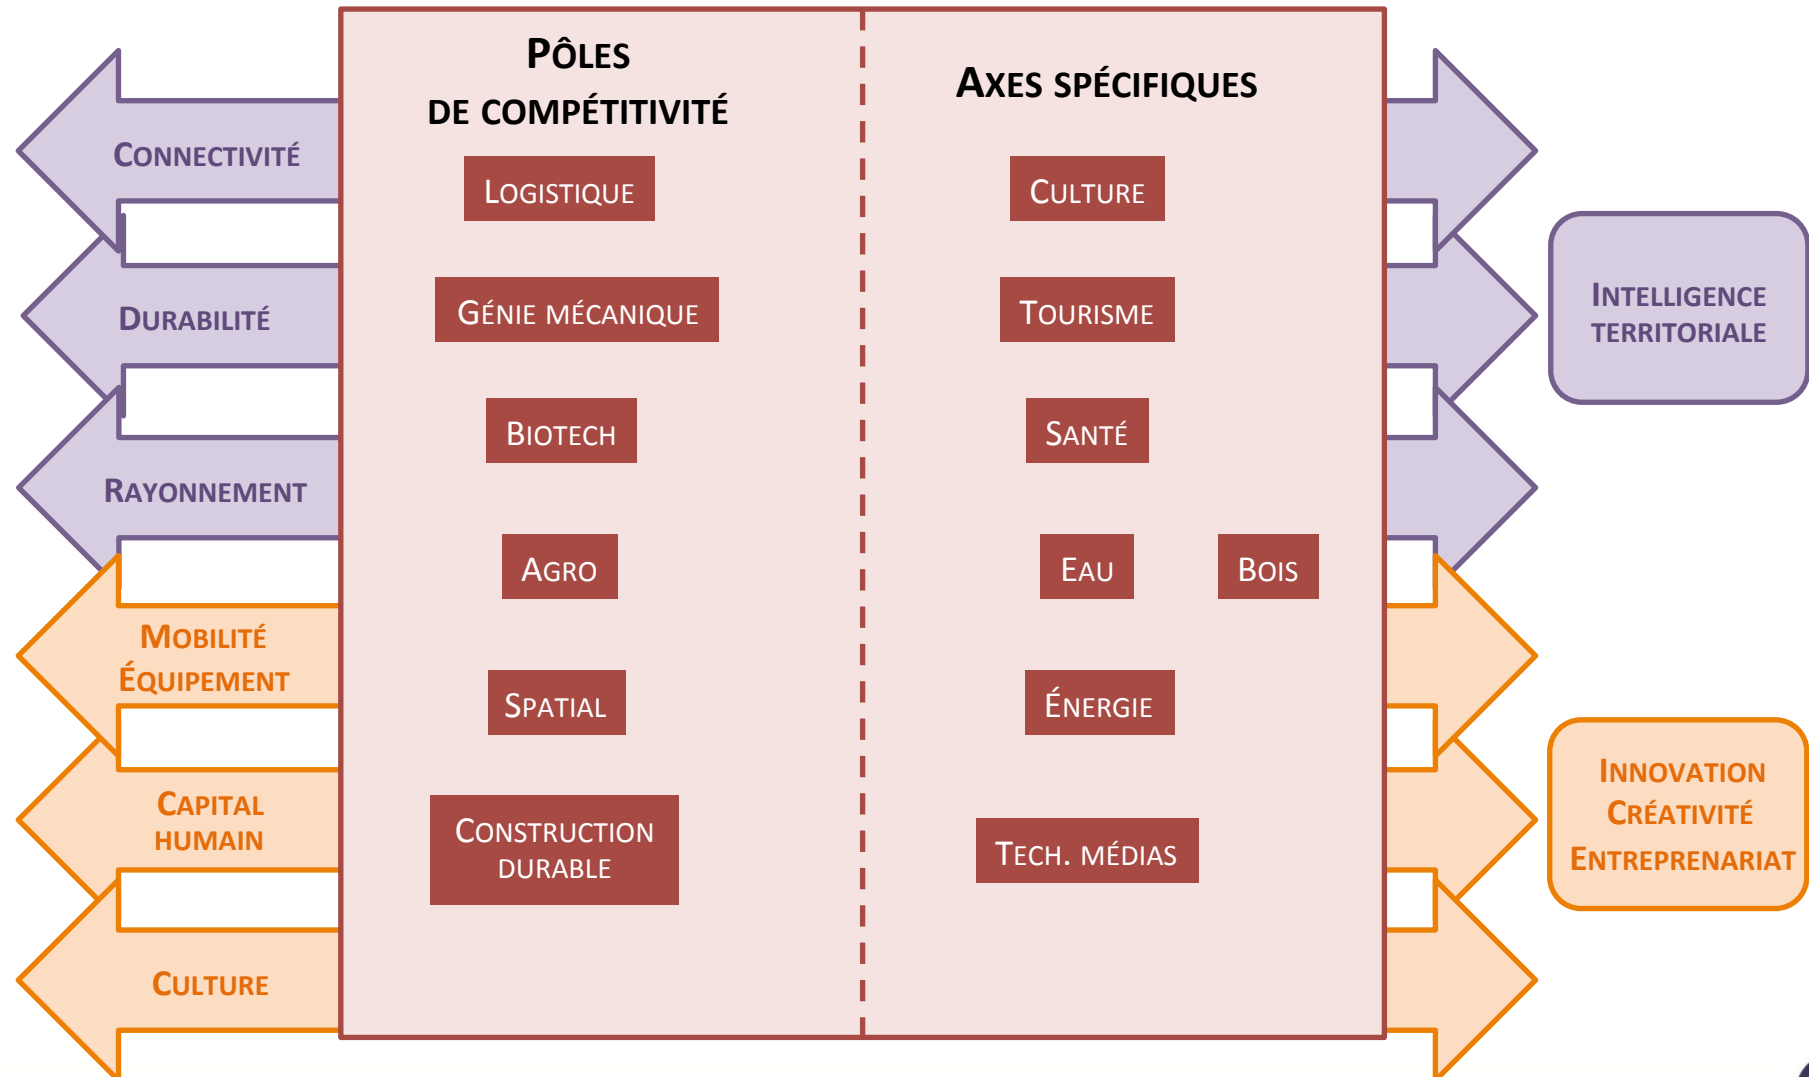 Pôles
de compétitivité
Axes spécifiques
Connectivité
Durabilité
Rayonnement
Mobilité
Équipement
Capital
humain
Culture
Logistique
Génie mécanique
Biotech
Agro
Spatial
Construction
durable
Culture
Tourisme
Santé
Eau
Bois
Énergie
Tech. médias
Intelligence
territoriale
Innovation
Créativité
Entreprenariat